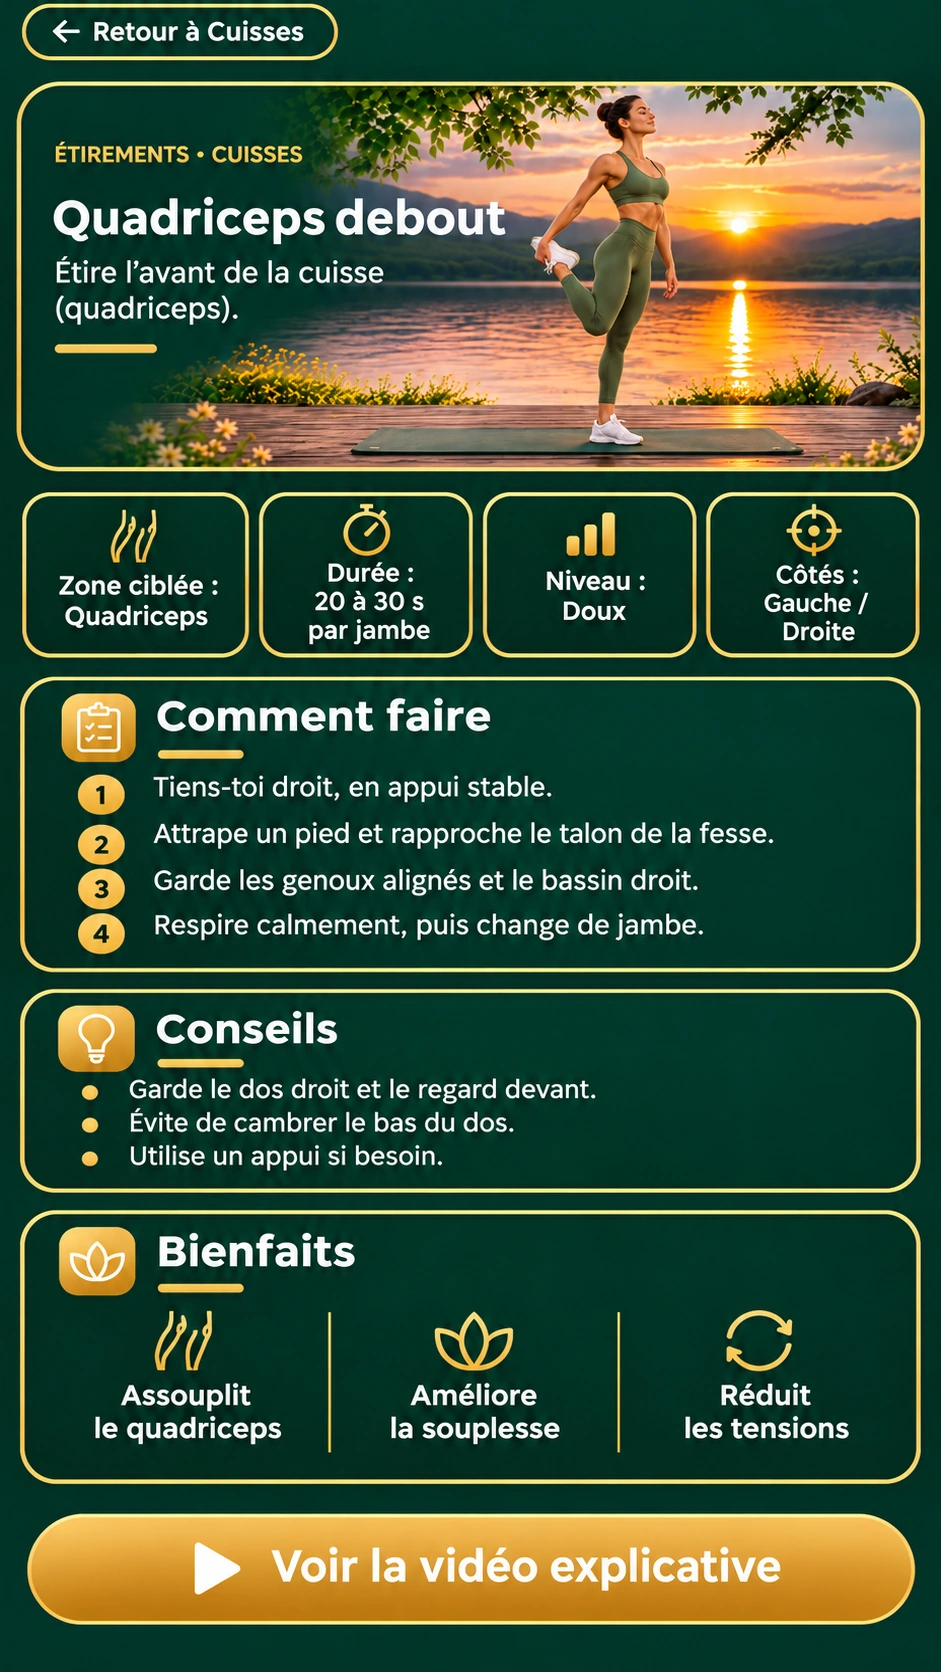 ← Retour à Cuisses
ÉTIREMENTS • CUISSES
Quadriceps debout
Étire l'avant de la cuisse
(quadriceps).
Zone ciblée :
Quadriceps
Durée :
20 à 30 s
par jambe
Niveau :
Doux
Côtés :
Gauche /
Droite
Comment faire
1 Tiens-toi droit, en appui stable.
2 Attrape un pied et rapproche le talon de la fesse.
3 Garde les genoux alignés et le bassin droit.
4 Respire calmement, puis change de jambe.
Conseils
• Garde le dos droit et le regard devant.
• Évite de cambrer le bas du dos.
• Utilise un appui si besoin.
Bienfaits
Assouplit
le quadriceps
Améliore
la souplesse
Réduit
les tensions
Voir la vidéo explicative